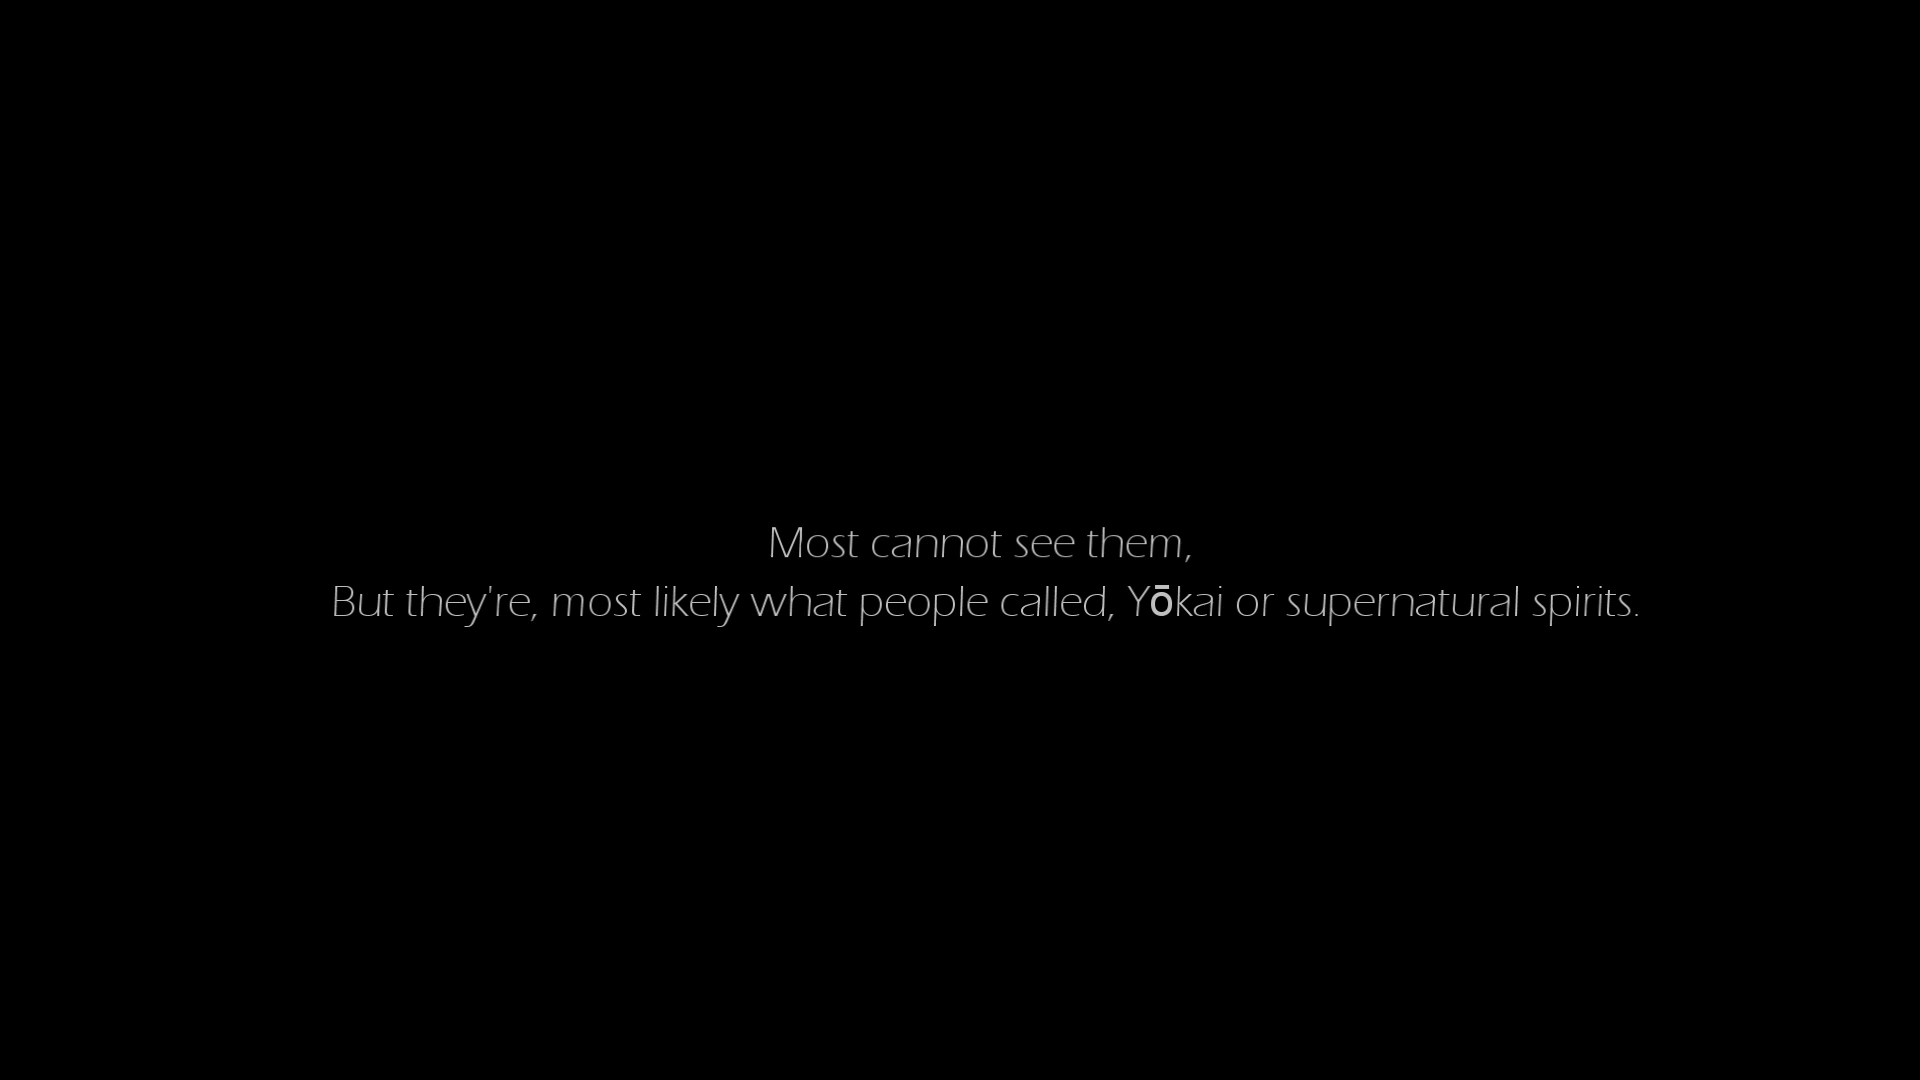 Most cannot see them,
But they're, most likely what people called, Yōkai or supernatural spirits.